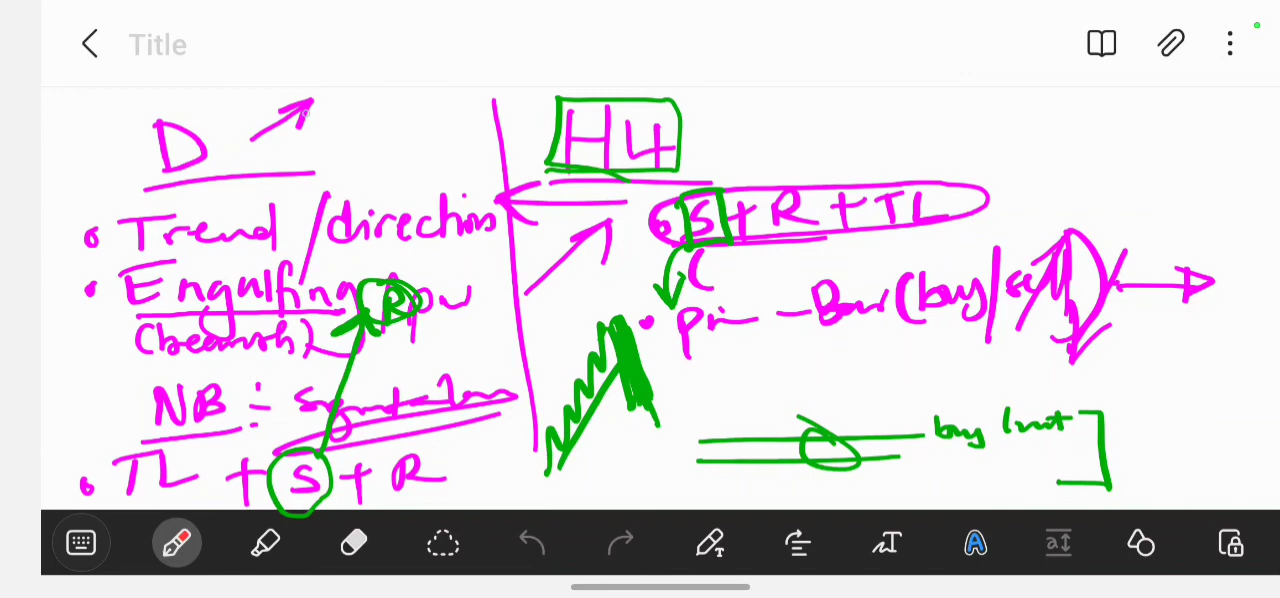 Title
D
• Trend / direction
• Engulfing R
(bearish)
NB :-
• TL + S + R
H4
• S + R + TL
• Pin - Bar (buy / sell)
buy limit